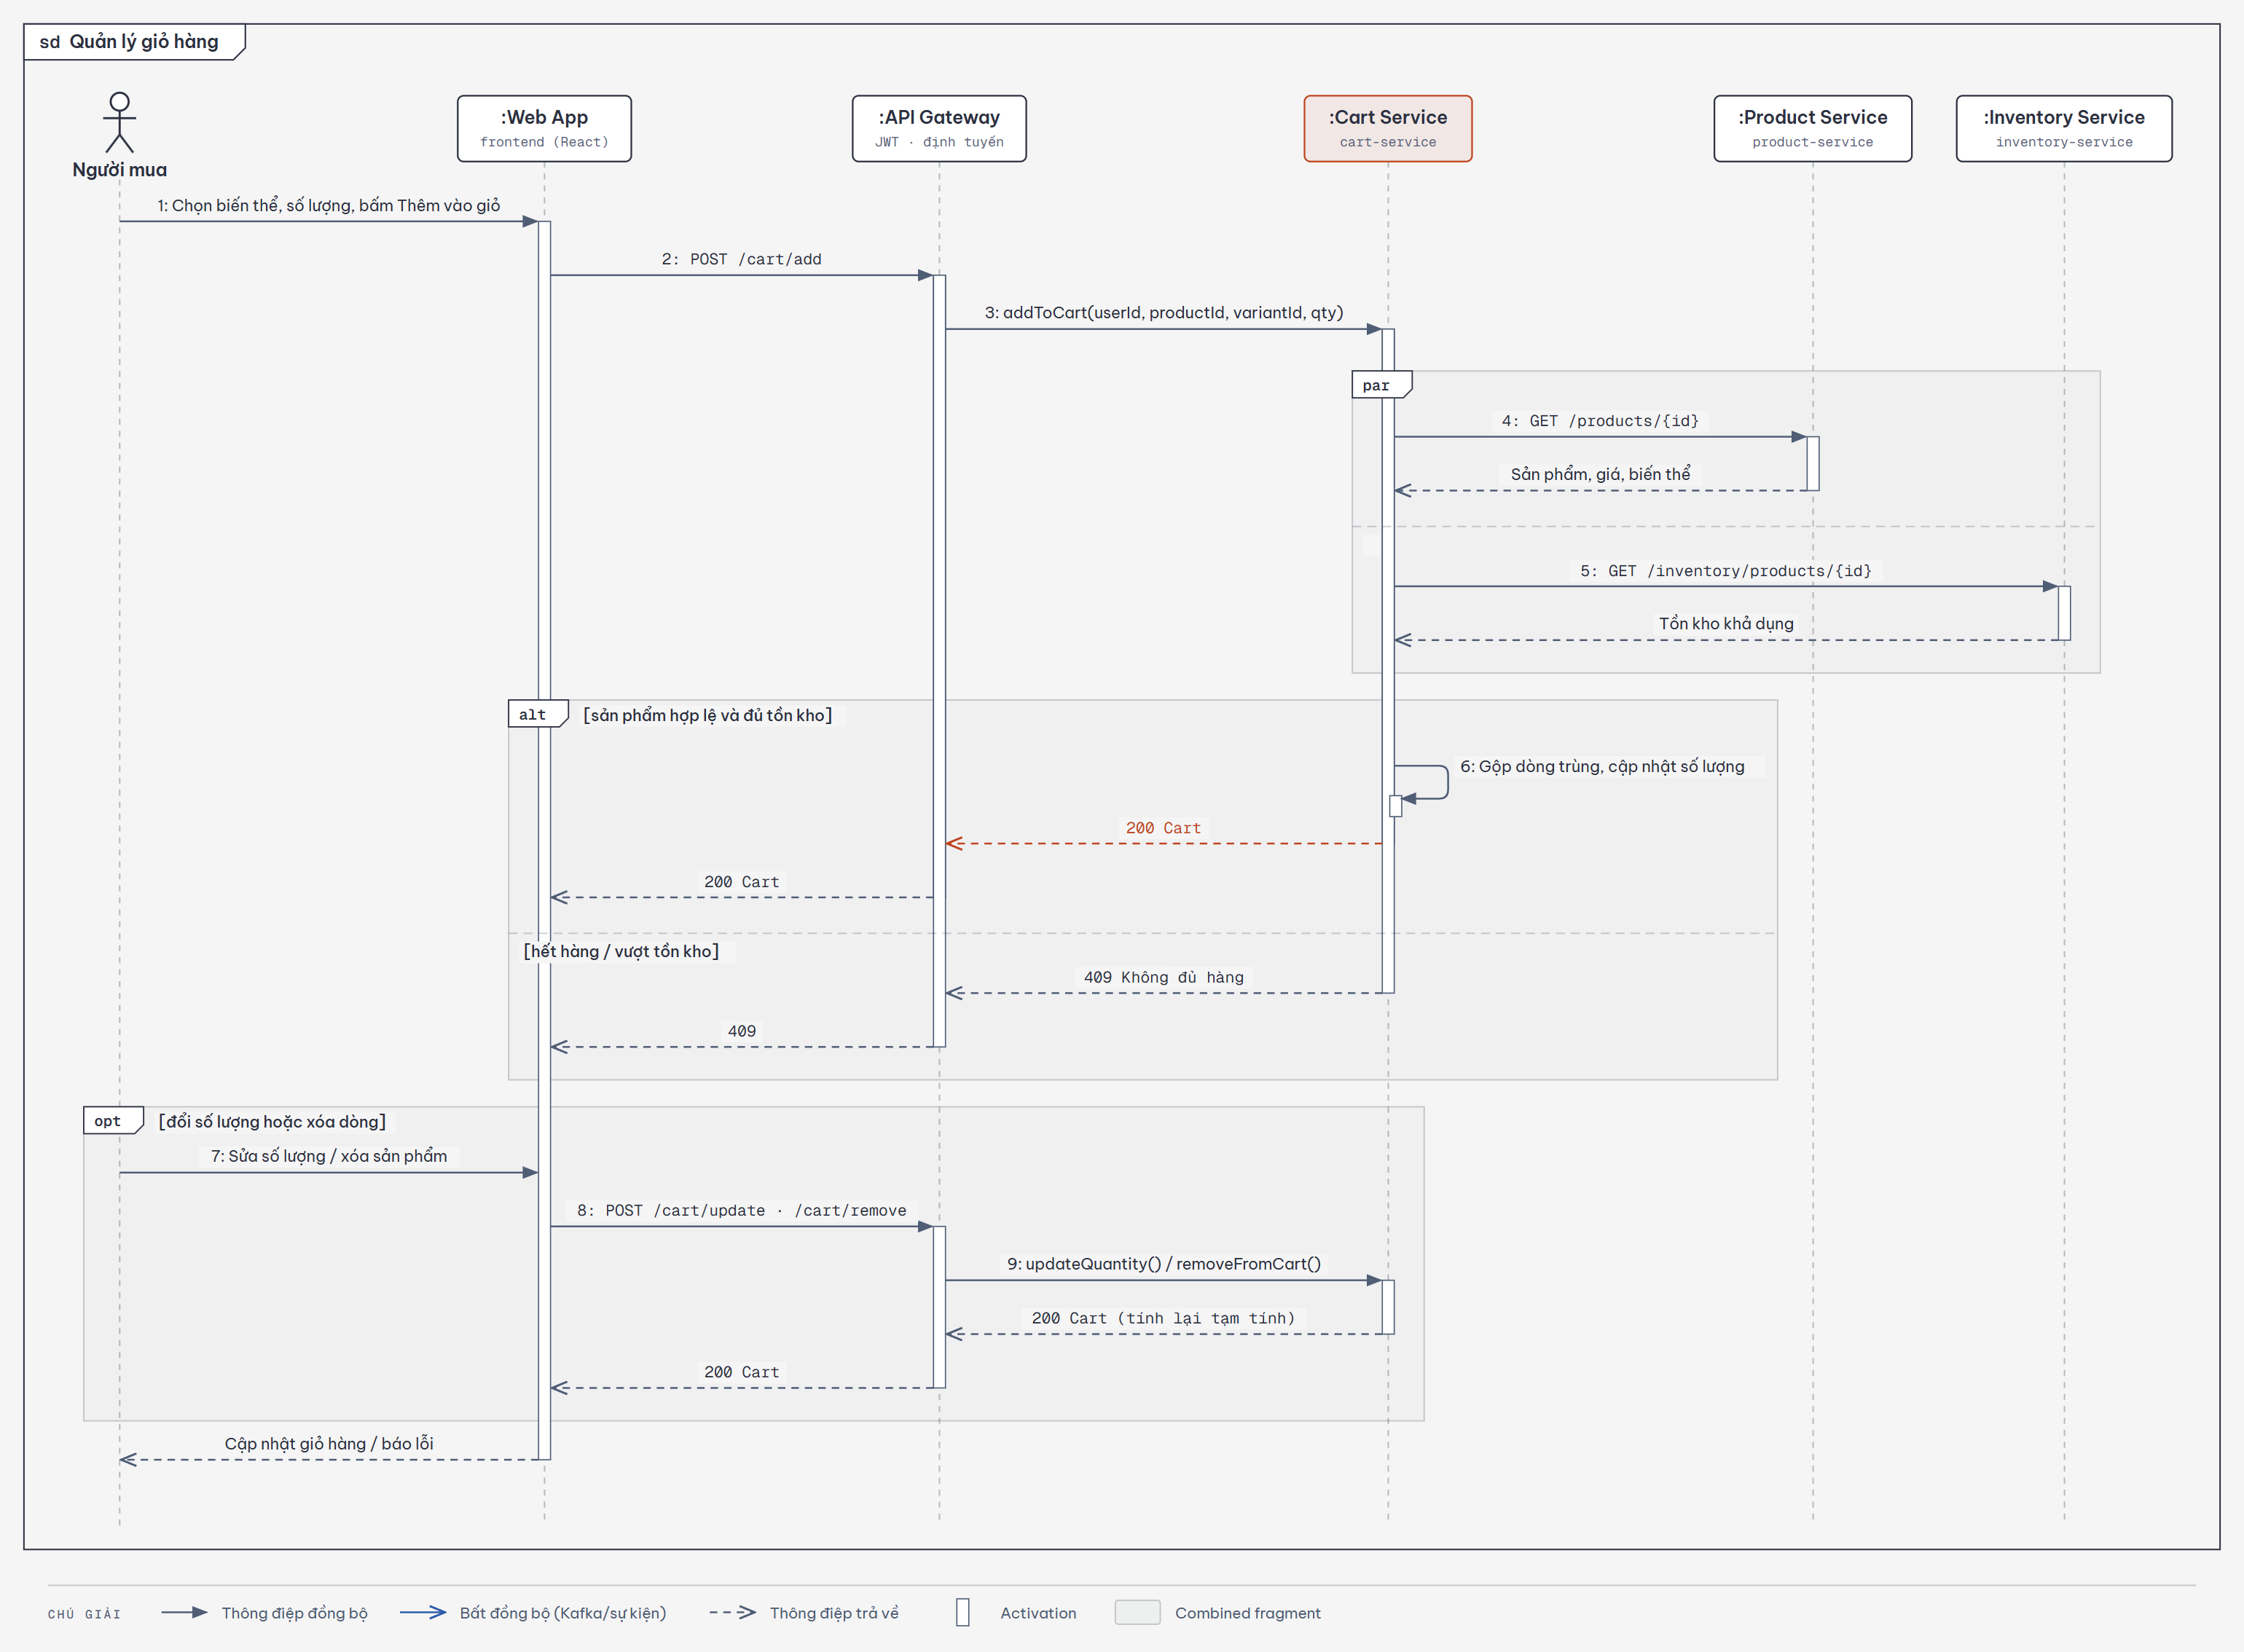 sd Quản lý giỏ hàng
Người mua
:Web App
frontend (React)
:API Gateway
JWT · định tuyến
:Cart Service
cart-service
:Product Service
product-service
:Inventory Service
inventory-service
1: Chọn biến thể, số lượng, bấm Thêm vào giỏ
2: POST /cart/add
3: addToCart(userId, productId, variantId, qty)
par
4: GET /products/{id}
Sản phẩm, giá, biến thể
5: GET /inventory/products/{id}
Tồn kho khả dụng
alt [sản phẩm hợp lệ và đủ tồn kho]
6: Gộp dòng trùng, cập nhật số lượng
200 Cart
200 Cart
[hết hàng / vượt tồn kho]
409 Không đủ hàng
409
opt [đổi số lượng hoặc xóa dòng]
7: Sửa số lượng / xóa sản phẩm
8: POST /cart/update · /cart/remove
9: updateQuantity() / removeFromCart()
200 Cart (tính lại tạm tính)
200 Cart
Cập nhật giỏ hàng / báo lỗi
CHÚ GIẢI
Thông điệp đồng bộ
Bất đồng bộ (Kafka/sự kiện)
Thông điệp trả về
Activation
Combined fragment